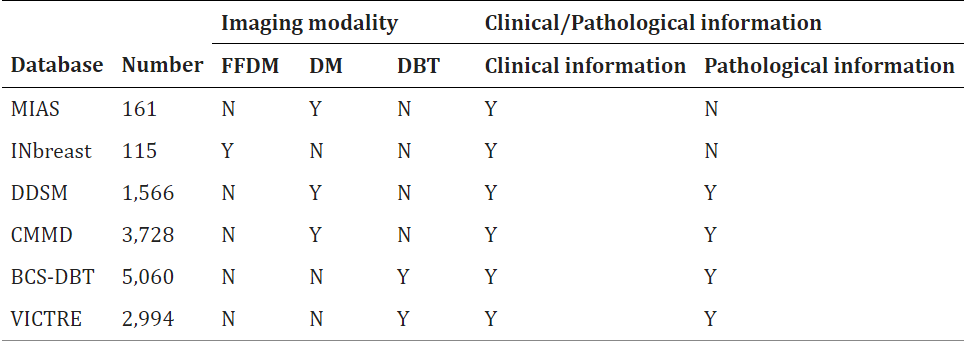 Imaging modality Clinical/Pathological information
Database Number FFDM DM DBT Clinical information Pathological information
MIAS 161 N Y N Y N
INbreast 115 Y N N Y N
DDSM 1,566 N Y N Y Y
CMMD 3,728 N Y N Y Y
BCS-DBT 5,060 N N Y Y Y
VICTRE 2,994 N N Y Y Y